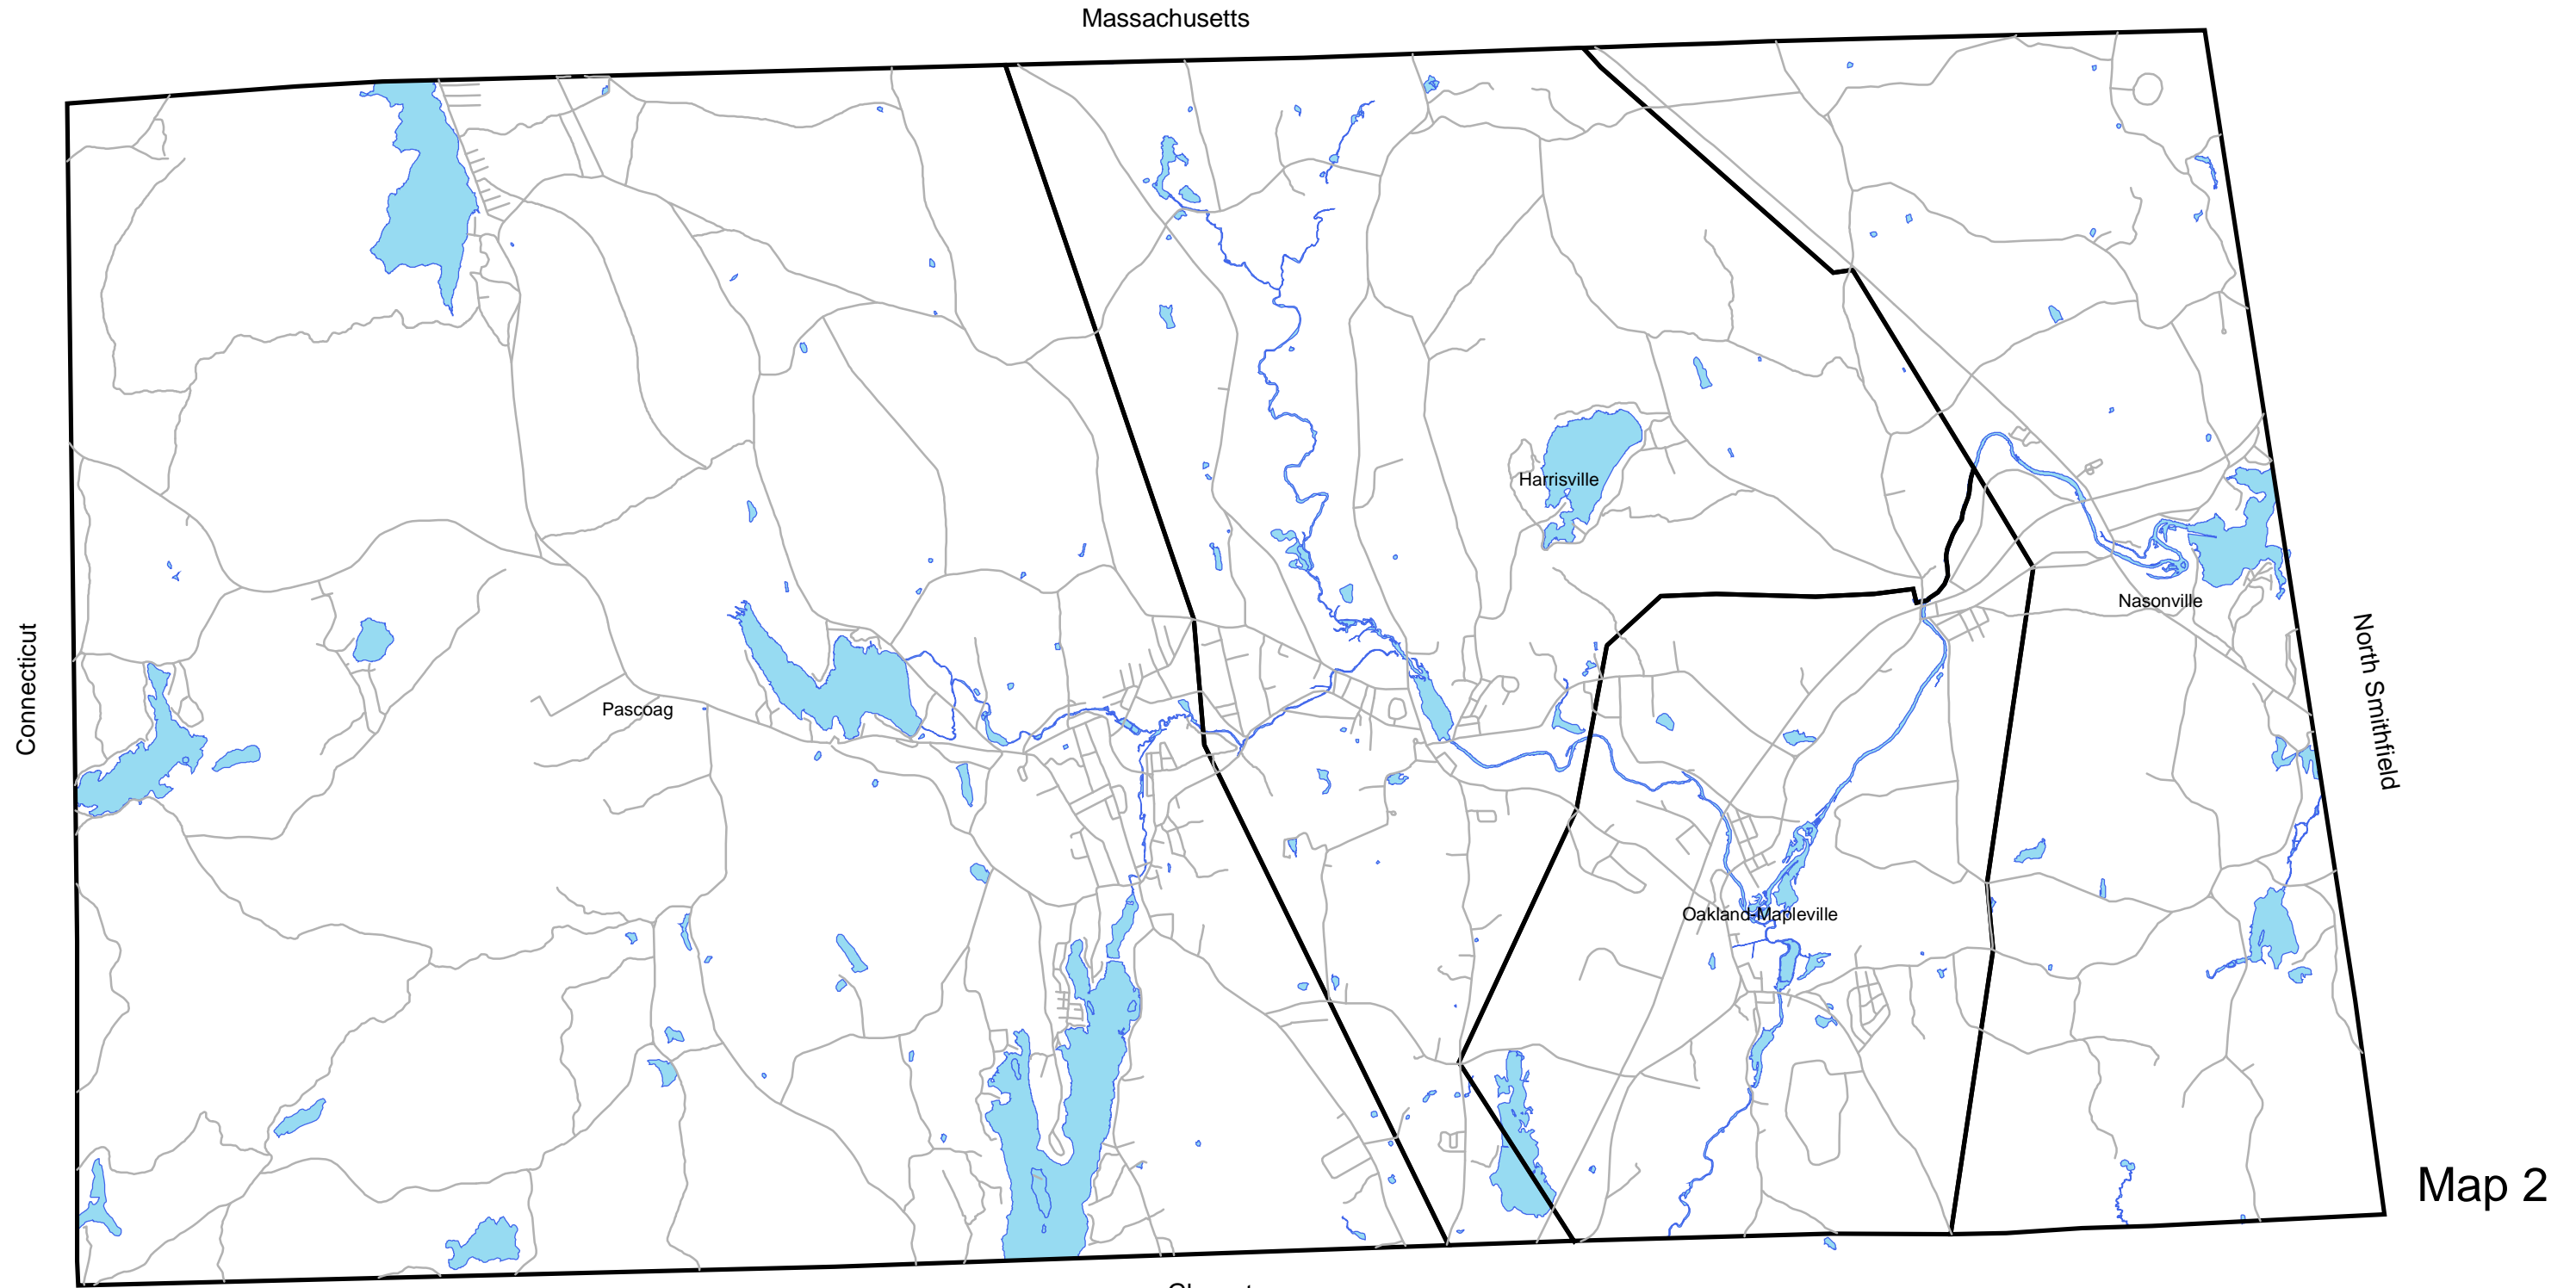 Massachusetts
Harrisville
Nasonville
Connecticut
North Smithfield
Pascoag
Oakland-Mapleville
Map 2